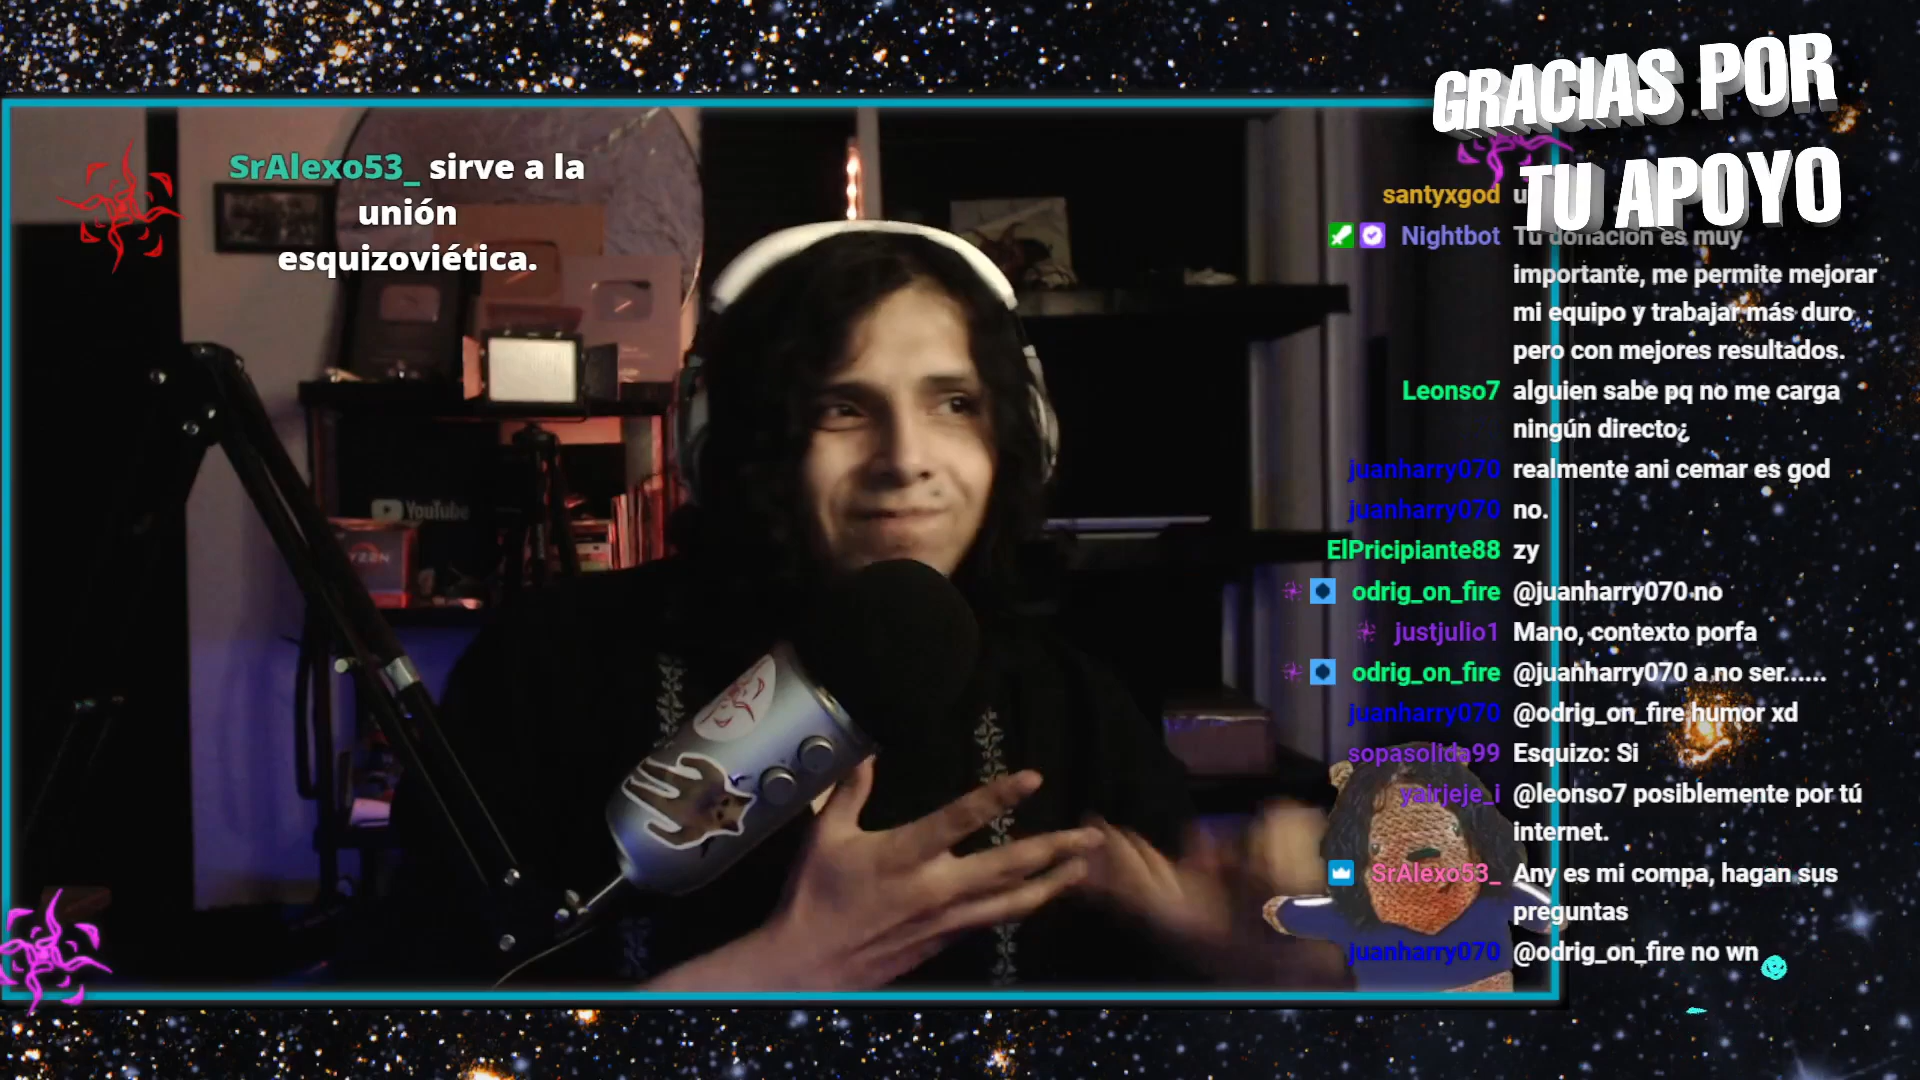 GRACIAS POR
TU APOYO
SrAlexo53_ sirve a la
unión
esquizoviética.
santyxgod
Nightbot Tu donación es muy
importante, me permite mejorar
mi equipo y trabajar más duro
pero con mejores resultados.
Leonso7 alguien sabe pq no me carga
ningún directo¿
juanharry070 realmente ani cemar es god
juanharry070 no.
ElPricipiante88 zy
odrig_on_fire @juanharry070 no
justjulio1 Mano, contexto porfa
odrig_on_fire @juanharry070 a no ser......
juanharry070 @odrig_on_fire humor xd
sopasolida99 Esquizo: Si
yairjeje_i @leonso7 posiblemente por tú
internet.
SrAlexo53_ Any es mi compa, hagan sus
preguntas
juanharry070 @odrig_on_fire no wn
YouTube
RYZEN